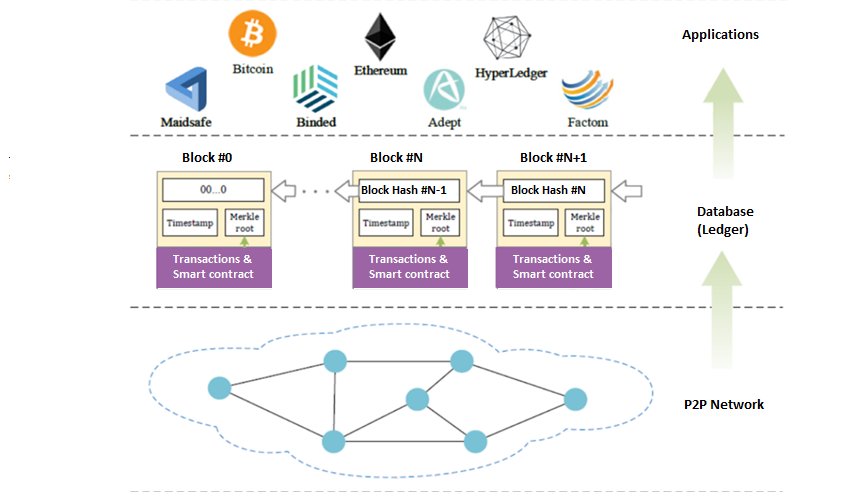 Applications
Bitcoin
Ethereum
HyperLedger
Maidsafe
Binded
Adept
Factom
Block #0
Block #N
Block #N+1
00...0
Block Hash #N-1
Block Hash #N
Timestamp
Merkle
root
Timestamp
Merkle
root
Timestamp
Merkle
root
Transactions &
Smart contract
Transactions &
Smart contract
Transactions &
Smart contract
Database
(Ledger)
P2P Network